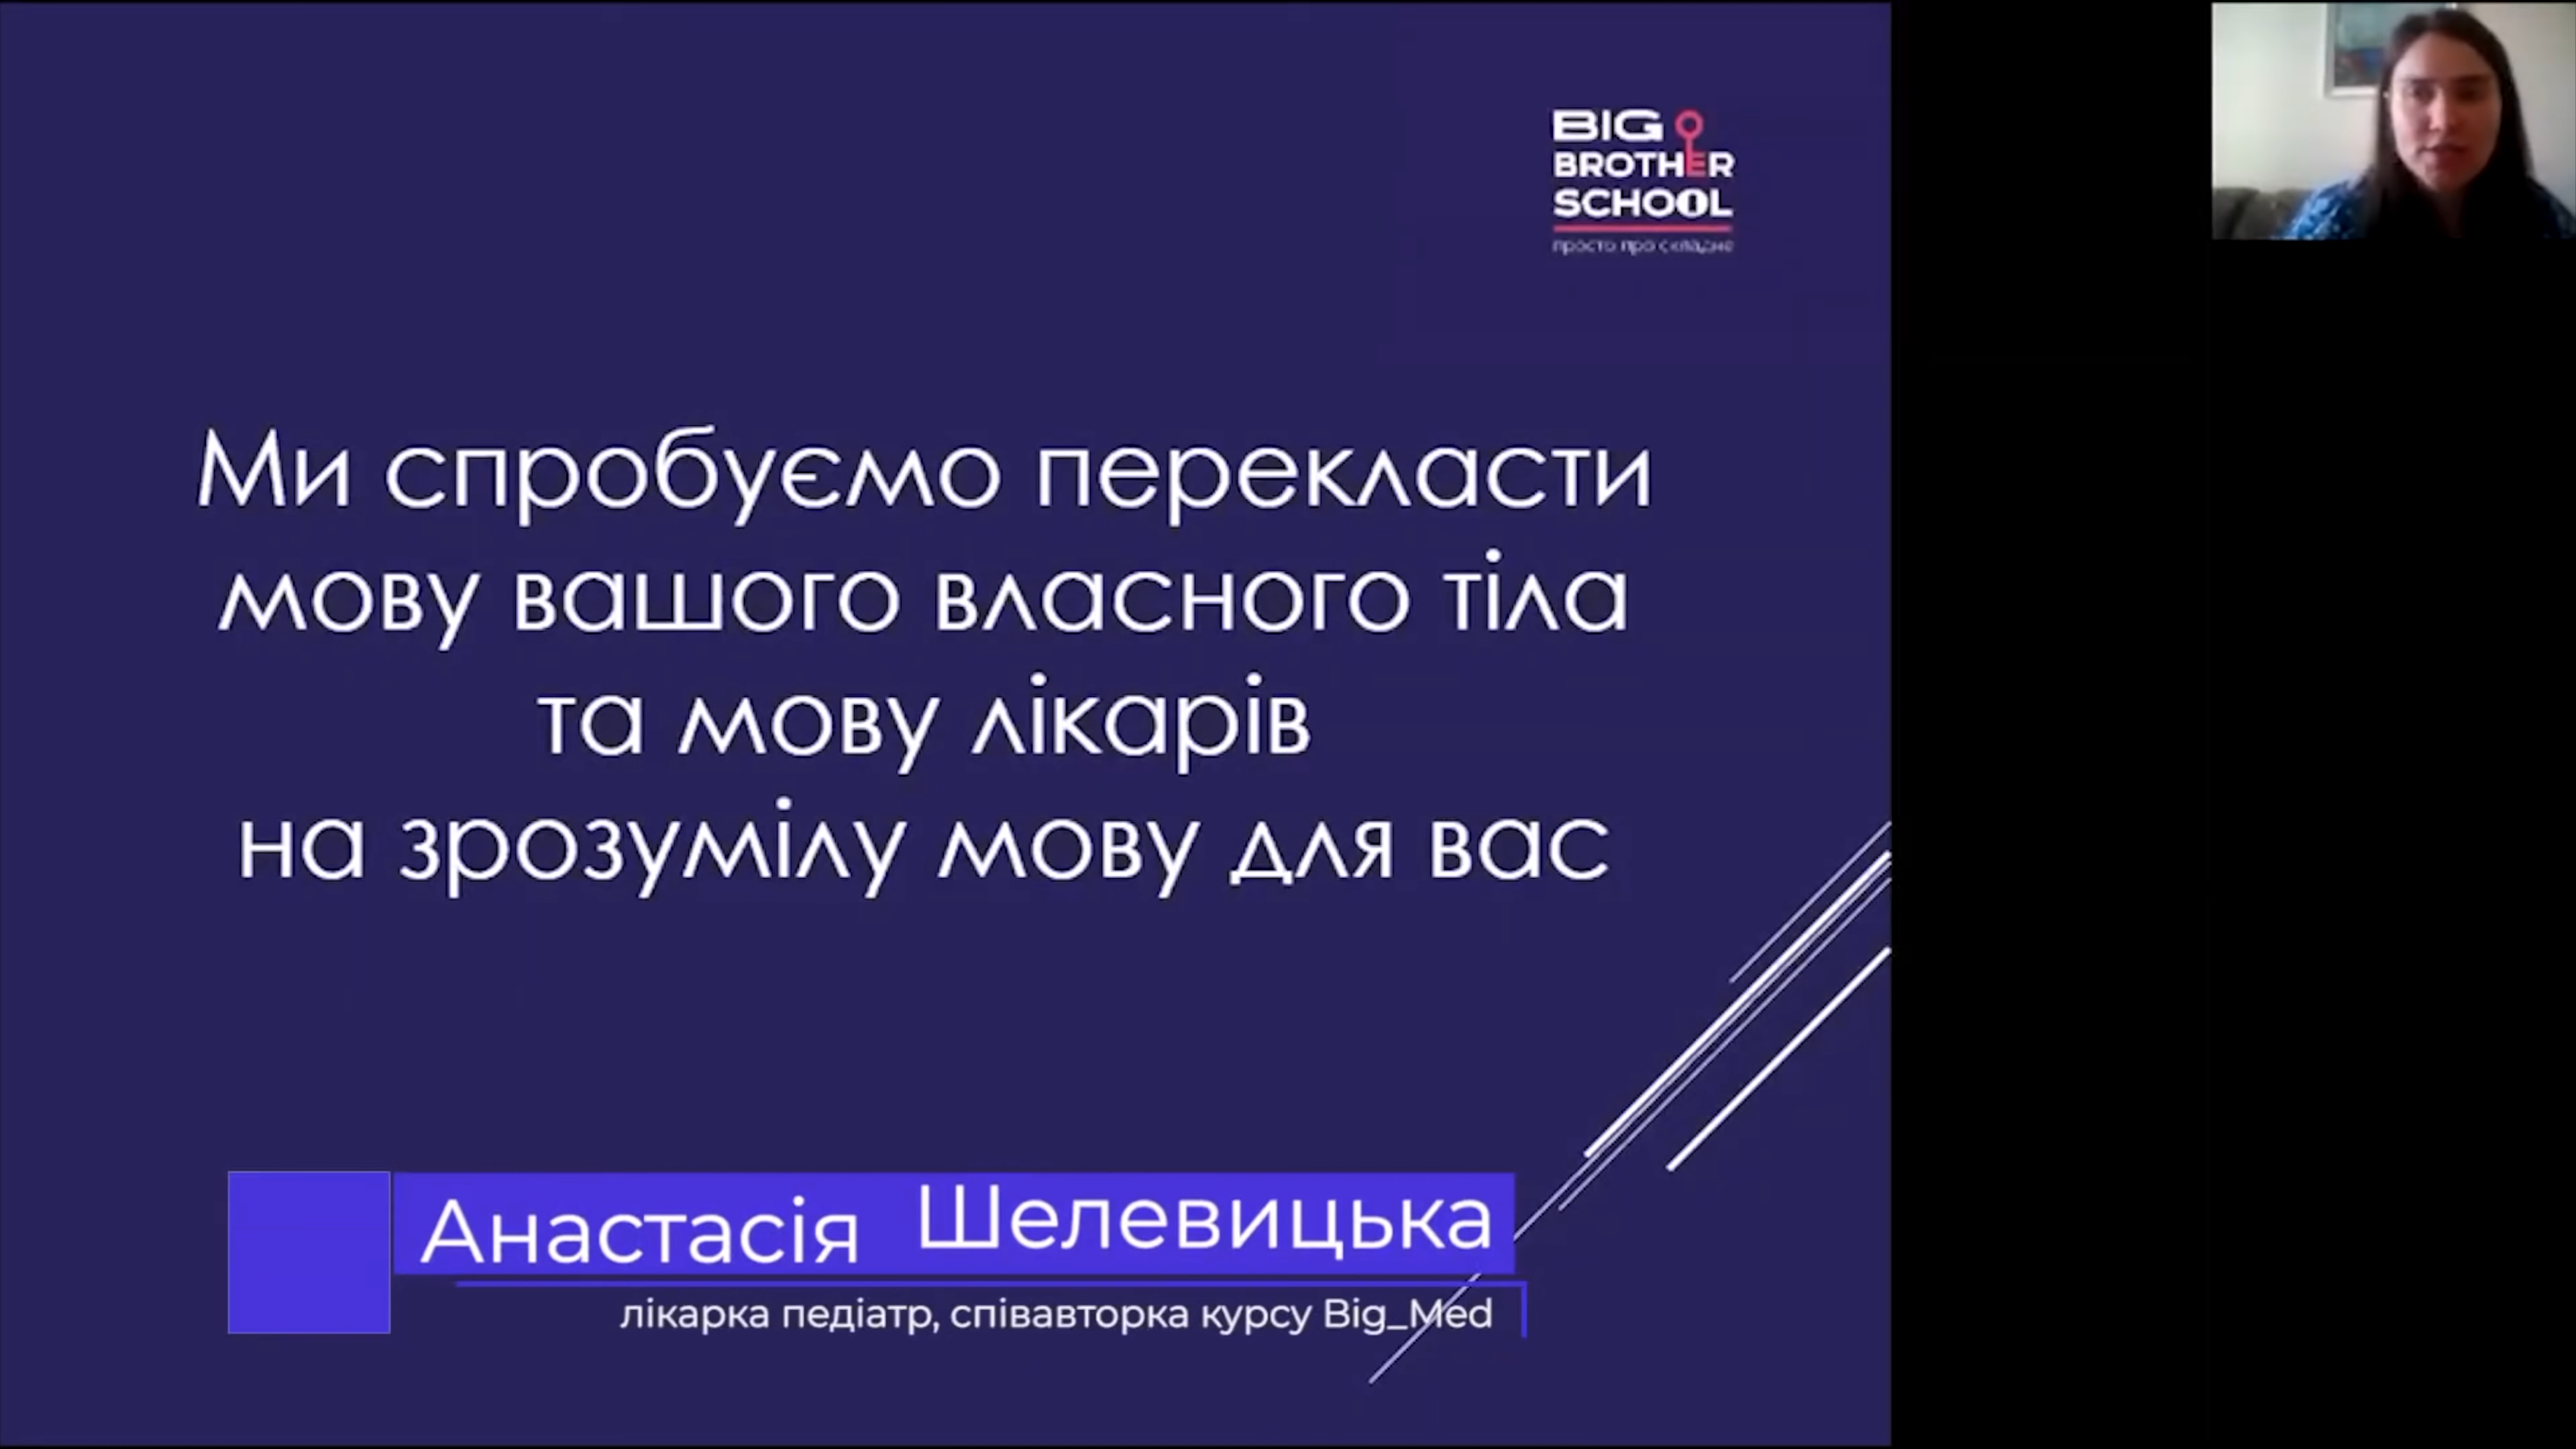 BIG
BROTHER
SCHOOL
просто про складне
Ми спробуємо перекласти
мову вашого власного тіла
та мову лікарів
на зрозумілу мову для вас
Анастасія Шелевицька
лікарка педіатр, співавторка курсу Big_Med